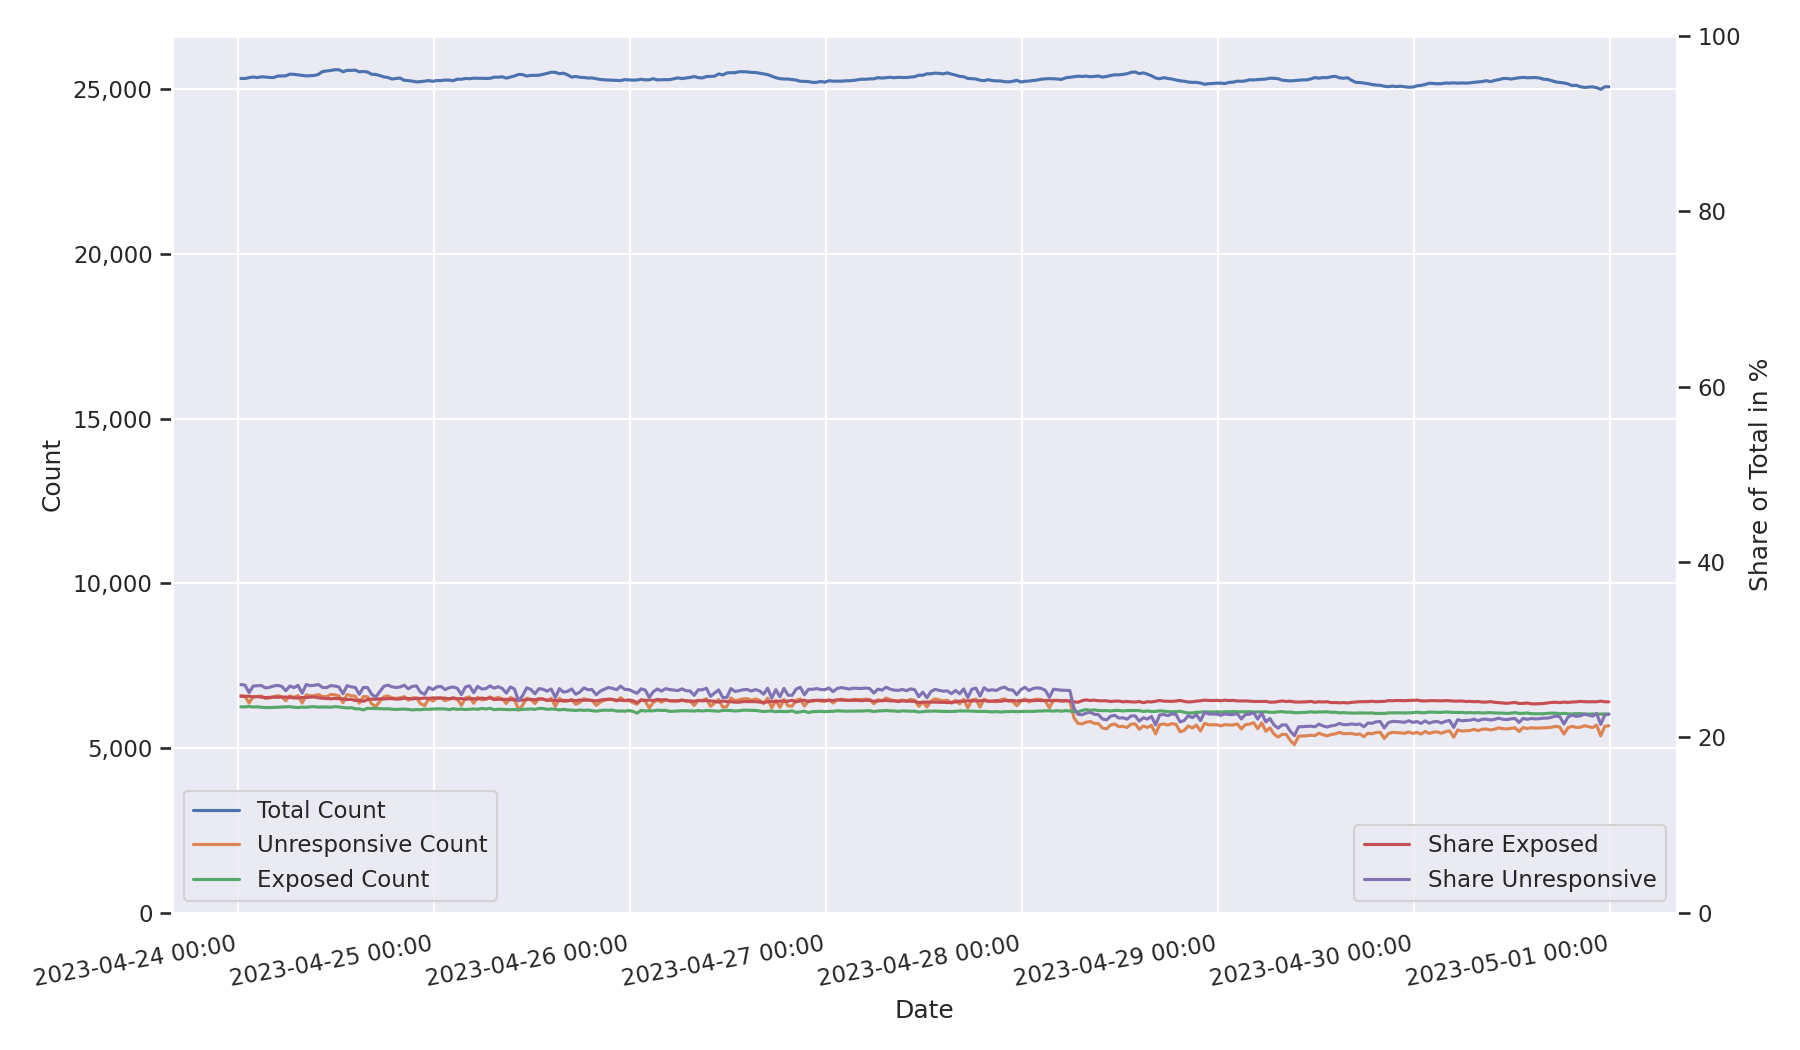 100
25,000
80
20,000
60
15,000
Count
Share of Total in %
40
10,000
20
5,000
Total Count
Unresponsive Count
Exposed Count
Share Exposed
Share Unresponsive
0
0
2023-04-24 00:00
2023-04-25 00:00
2023-04-26 00:00
2023-04-27 00:00
2023-04-28 00:00
2023-04-29 00:00
2023-04-30 00:00
2023-05-01 00:00
Date